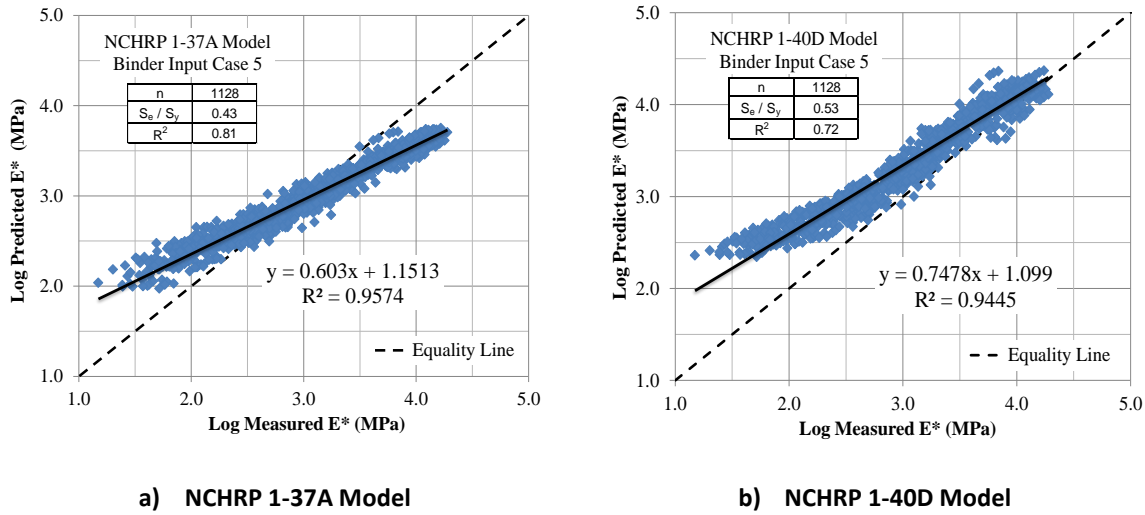 NCHRP 1-37A Model
Binder Input Case 5
n 1128
Se / Sy 0.43
R2 0.81
5.0
4.0
3.0
2.0
1.0
Log Predicted E* (MPa)
y = 0.603x + 1.1513
R² = 0.9574
Equality Line
1.0 2.0 3.0 4.0 5.0
Log Measured E* (MPa)
a) NCHRP 1-37A Model
NCHRP 1-40D Model
Binder Input Case 5
n 1128
Se / Sy 0.53
R2 0.72
5.0
4.0
3.0
2.0
1.0
Log Predicted E* (MPa)
y = 0.7478x + 1.099
R² = 0.9445
Equality Line
1.0 2.0 3.0 4.0 5.0
Log Measured E* (MPa)
b) NCHRP 1-40D Model